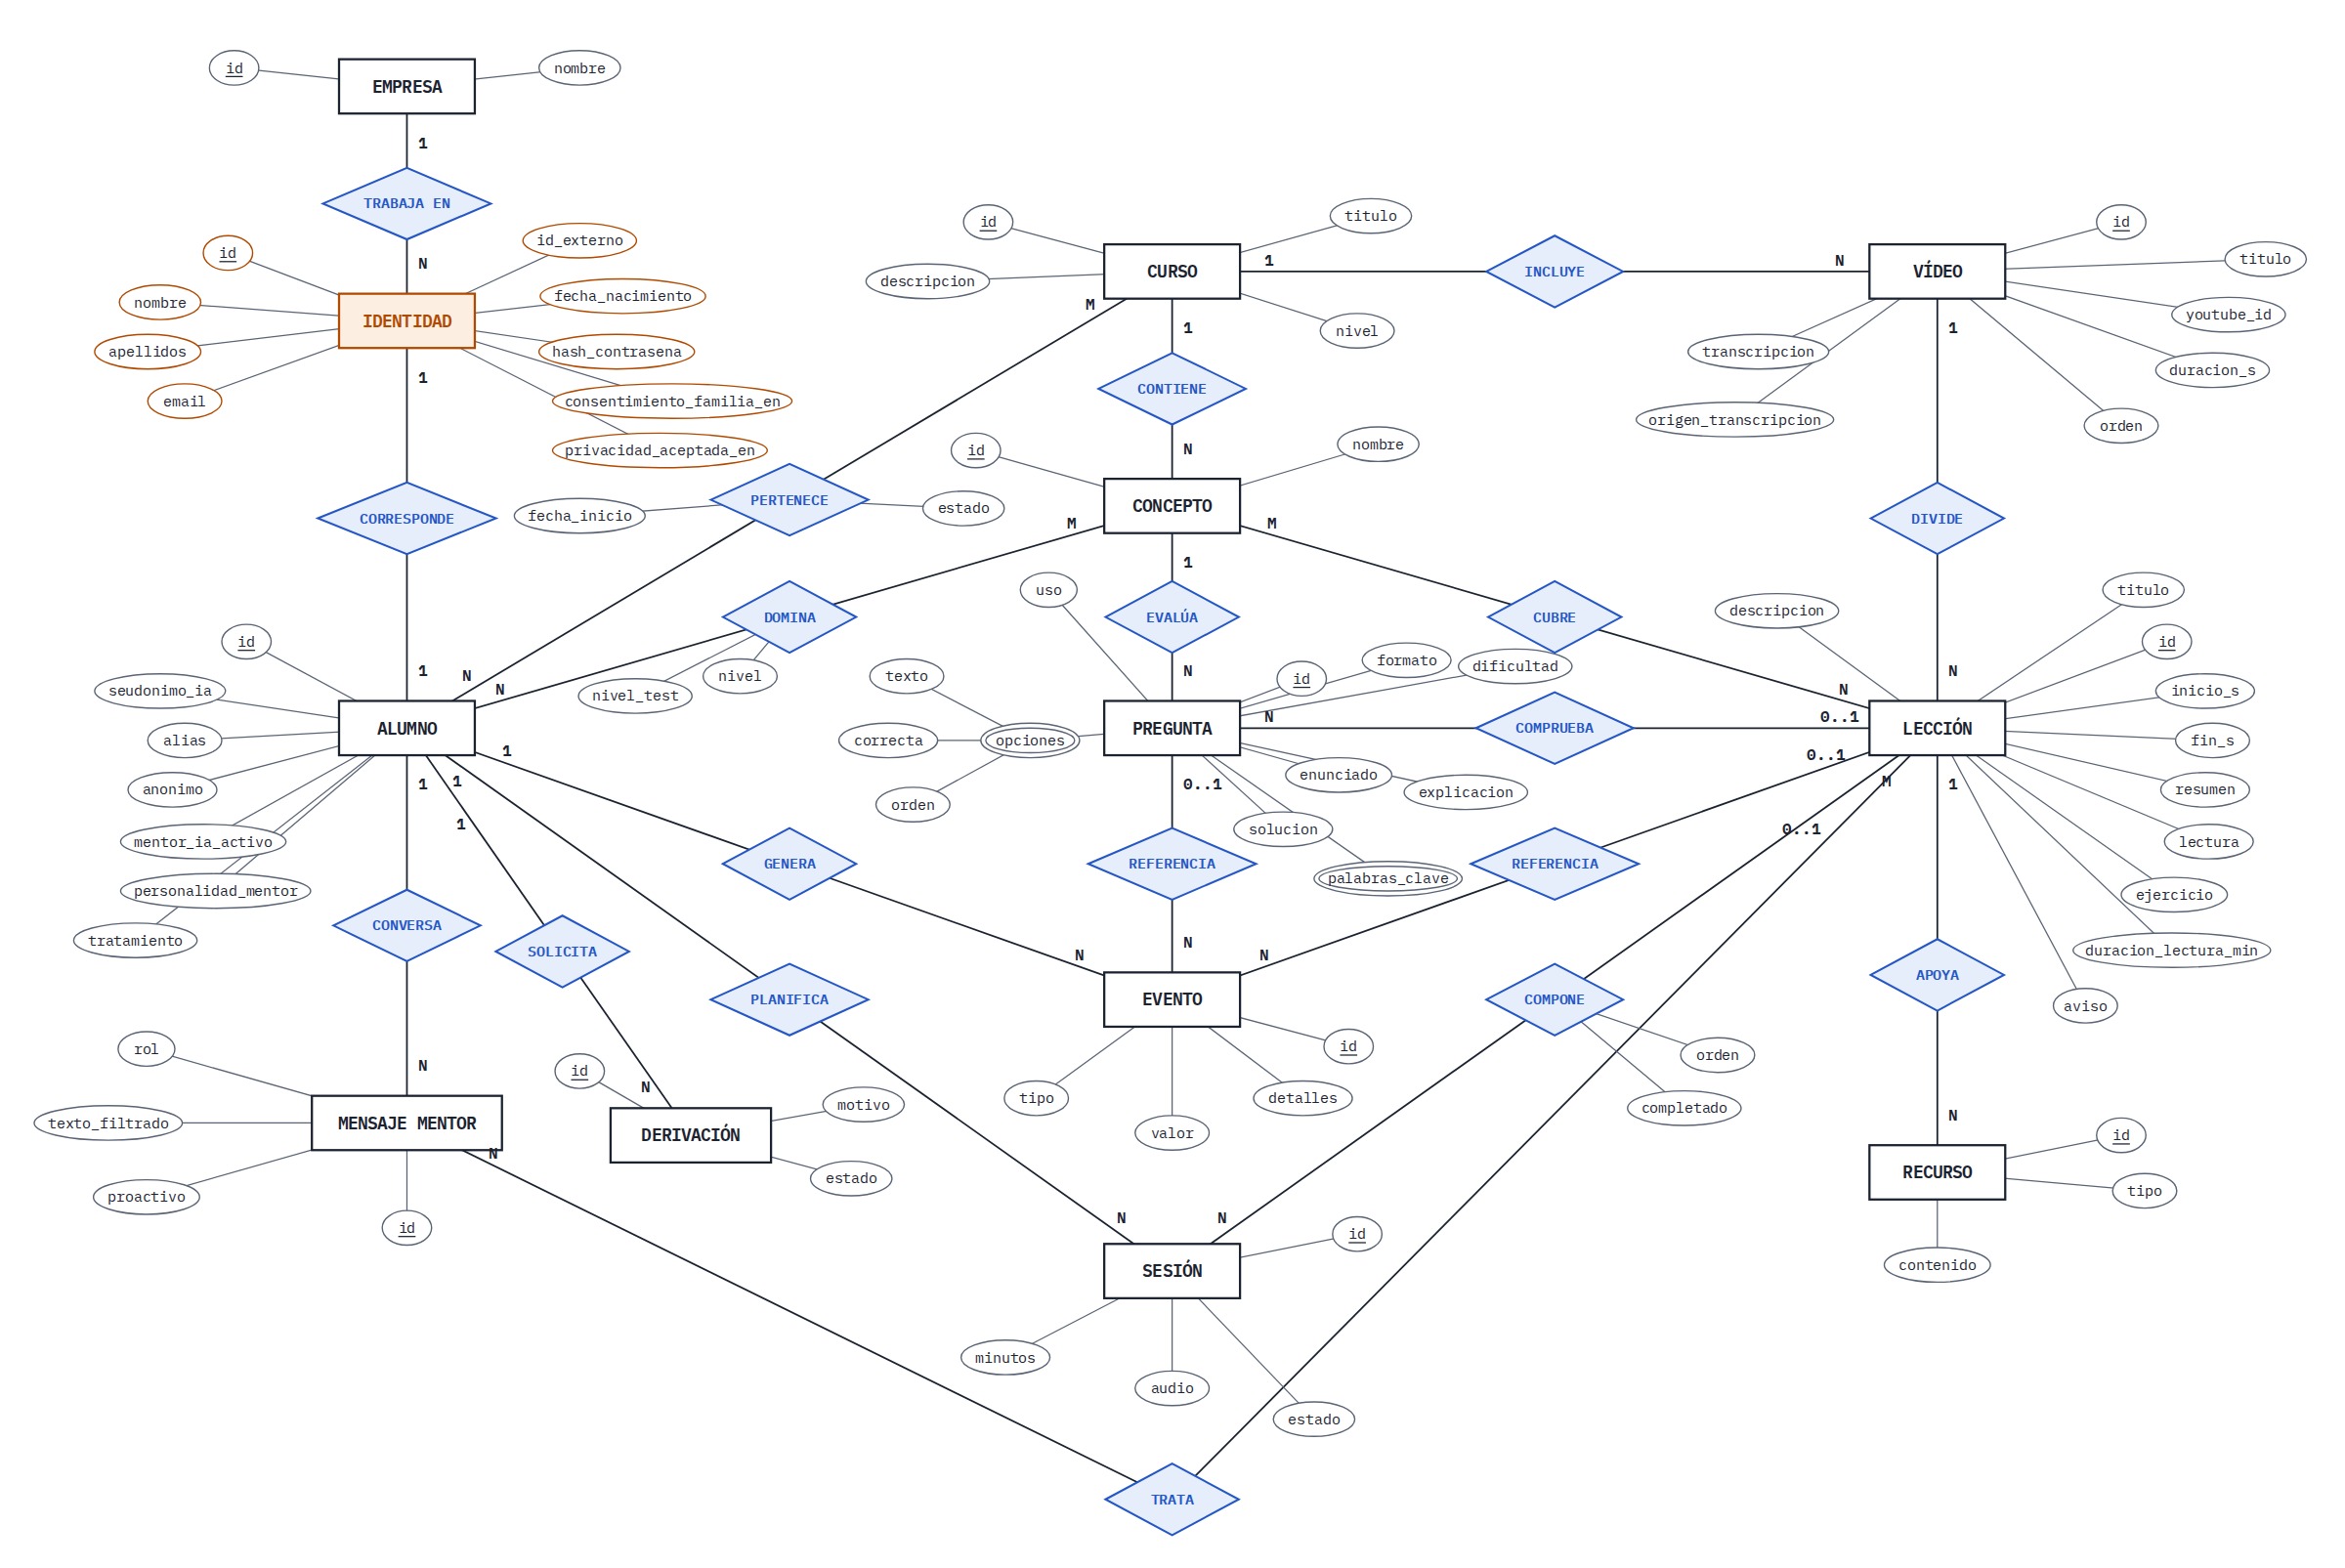 id
EMPRESA
nombre
1
TRABAJA EN
N
id
id_externo
nombre
fecha_nacimiento
IDENTIDAD
apellidos
hash_contrasena
email
consentimiento_familia_en
privacidad_aceptada_en
1
CORRESPONDE
1
id
titulo
descripcion
CURSO
nivel
1
INCLUYE
N
M
1
CONTIENE
N
id
titulo
VÍDEO
youtube_id
duracion_s
orden
transcripcion
origen_transcripcion
1
DIVIDE
N
fecha_inicio
PERTENECE
estado
N
id
nombre
CONCEPTO
M
M
DOMINA
nivel_test
nivel
N
1
EVALÚA
N
CUBRE
N
uso
texto
correcta
opciones
orden
PREGUNTA
id
formato
dificultad
N
COMPRUEBA
0..1
enunciado
explicacion
solucion
palabras_clave
descripcion
titulo
id
inicio_s
LECCIÓN
fin_s
resumen
lectura
ejercicio
duracion_lectura_min
aviso
id
seudonimo_ia
ALUMNO
alias
anonimo
mentor_ia_activo
personalidad_mentor
tratamiento
1
1
1
1
0..1
0..1
M
1
0..1
GENERA
REFERENCIA
REFERENCIA
CONVERSA
SOLICITA
PLANIFICA
N
N
N
EVENTO
COMPONE
APOYA
id
tipo
detalles
valor
orden
completado
rol
N
texto_filtrado
MENSAJE MENTOR
N
proactivo
id
id
N
motivo
DERIVACIÓN
estado
N
id
RECURSO
tipo
contenido
N
N
id
SESIÓN
minutos
audio
estado
TRATA